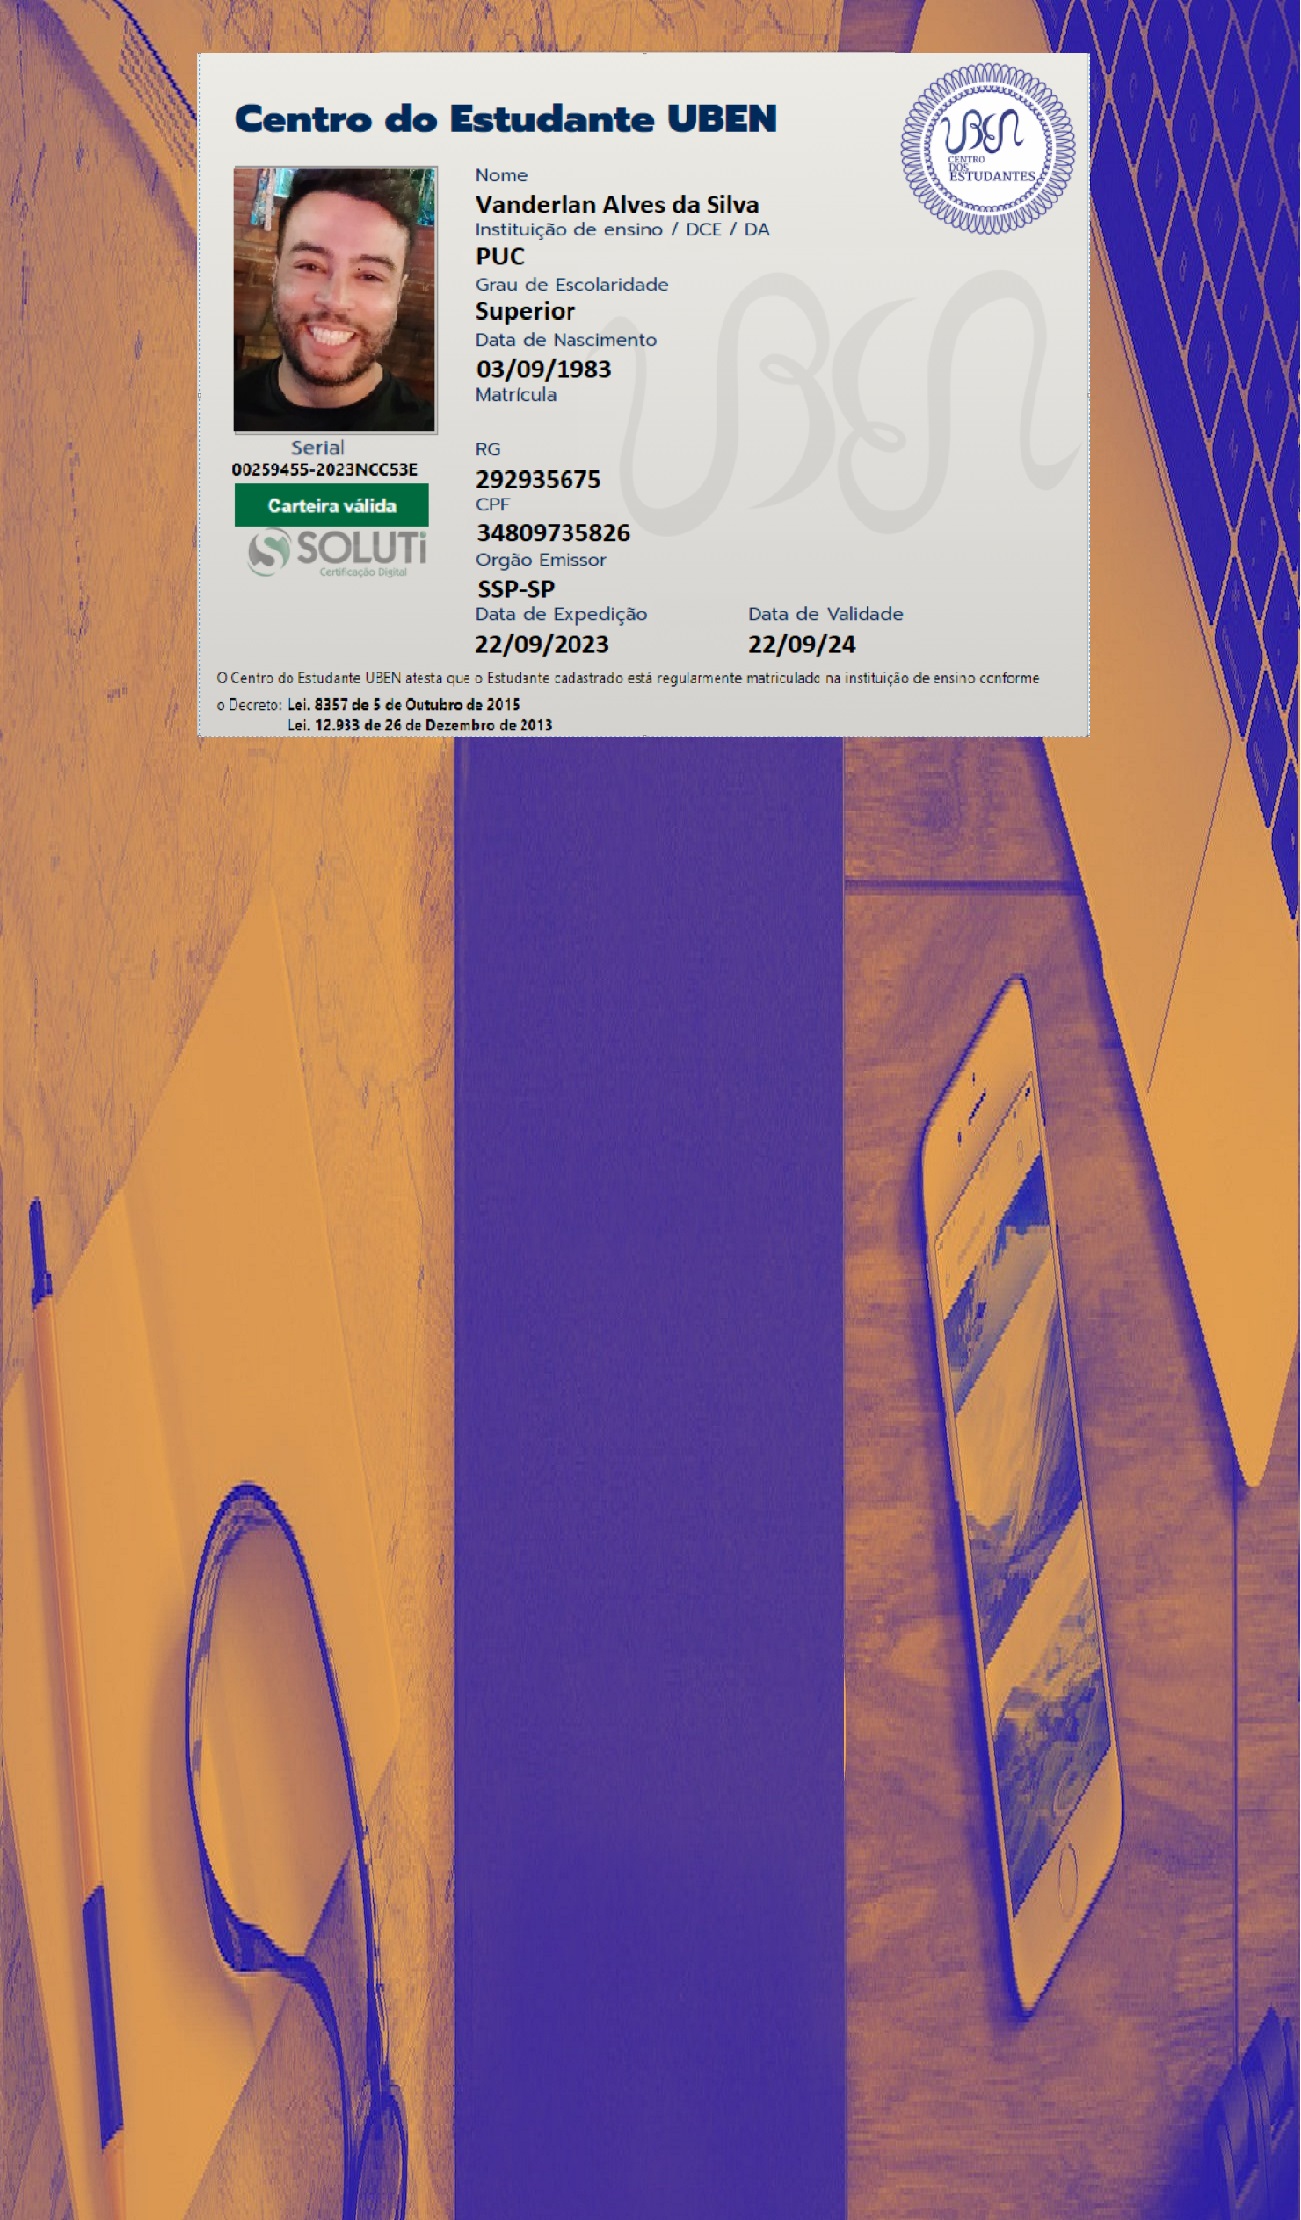 Centro do Estudante UBEN
UBEN
CENTRO
DOS
ESTUDANTES
Nome
Vanderlan Alves da Silva
Instituição de ensino / DCE / DA
PUC
Grau de Escolaridade
Superior
Data de Nascimento
03/09/1983
Matrícula
Serial
00259455-2023NCC53E
Carteira válida
SOLUTi
Certificação Digital
RG
292935675
CPF
34809735826
Orgão Emissor
SSP-SP
Data de Expedição Data de Validade
22/09/2023 22/09/24
O Centro do Estudante UBEN atesta que o Estudante cadastrado está regularmente matriculado na instituição de ensino conforme
o Decreto: Lei. 8357 de 5 de Outubro de 2015
Lei. 12.933 de 26 de Dezembro de 2013
UBEN